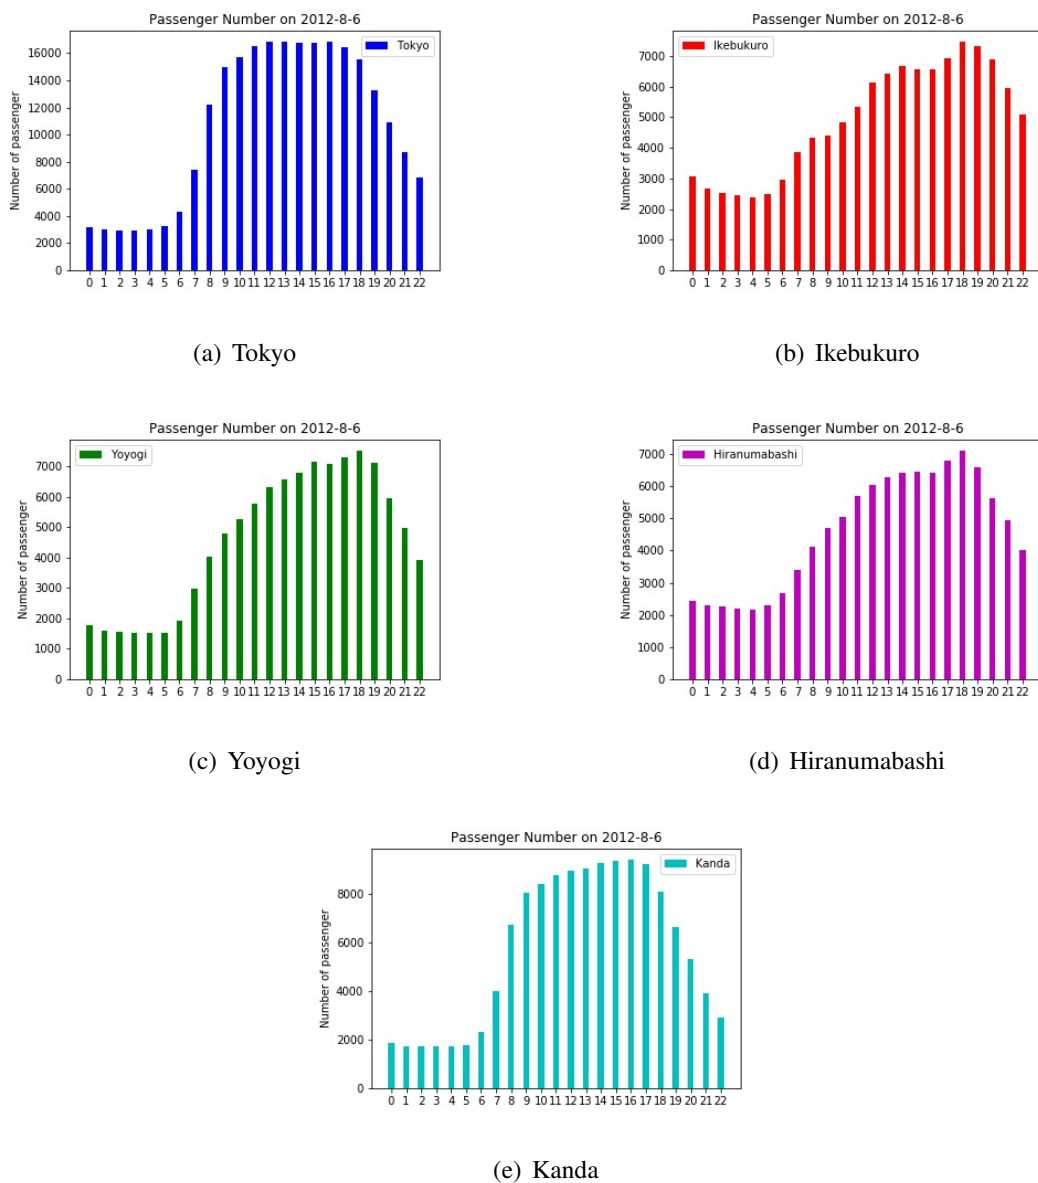 Passenger Number on 2012-8-6
Tokyo
Number of passenger
16000
14000
12000
10000
8000
6000
4000
2000
0
0 1 2 3 4 5 6 7 8 9 10 11 12 13 14 15 16 17 18 19 20 21 22
(a) Tokyo
Passenger Number on 2012-8-6
Ikebukuro
Number of passenger
7000
6000
5000
4000
3000
2000
1000
0
0 1 2 3 4 5 6 7 8 9 10 11 12 13 14 15 16 17 18 19 20 21 22
(b) Ikebukuro
Passenger Number on 2012-8-6
Yoyogi
Number of passenger
7000
6000
5000
4000
3000
2000
1000
0
0 1 2 3 4 5 6 7 8 9 10 11 12 13 14 15 16 17 18 19 20 21 22
(c) Yoyogi
Passenger Number on 2012-8-6
Hiranumabashi
Number of passenger
7000
6000
5000
4000
3000
2000
1000
0
0 1 2 3 4 5 6 7 8 9 10 11 12 13 14 15 16 17 18 19 20 21 22
(d) Hiranumabashi
Passenger Number on 2012-8-6
Kanda
Number of passenger
8000
6000
4000
2000
0
0 1 2 3 4 5 6 7 8 9 10 11 12 13 14 15 16 17 18 19 20 21 22
(e) Kanda